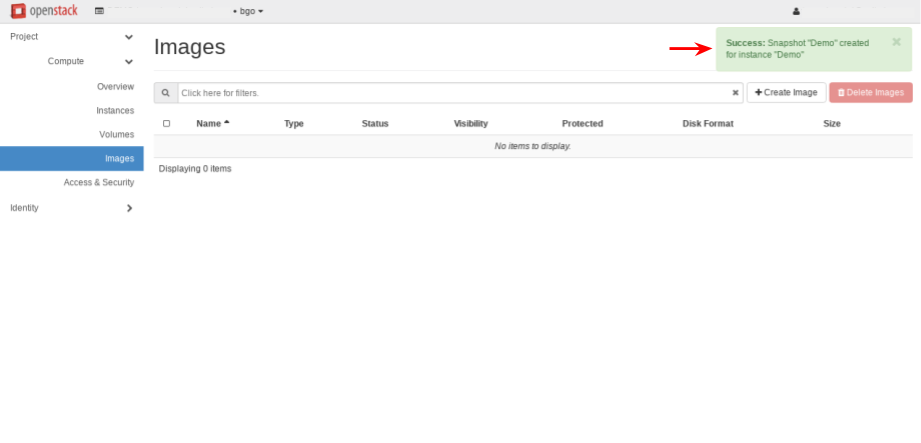 openstack
• bgo
Project
Compute
Overview
Instances
Volumes
Images
Access & Security
Identity
Images
Success: Snapshot "Demo" created
for instance "Demo"
Click here for filters.
Create Image
Delete Images
Name Type Status Visibility Protected Disk Format Size
No items to display.
Displaying 0 items